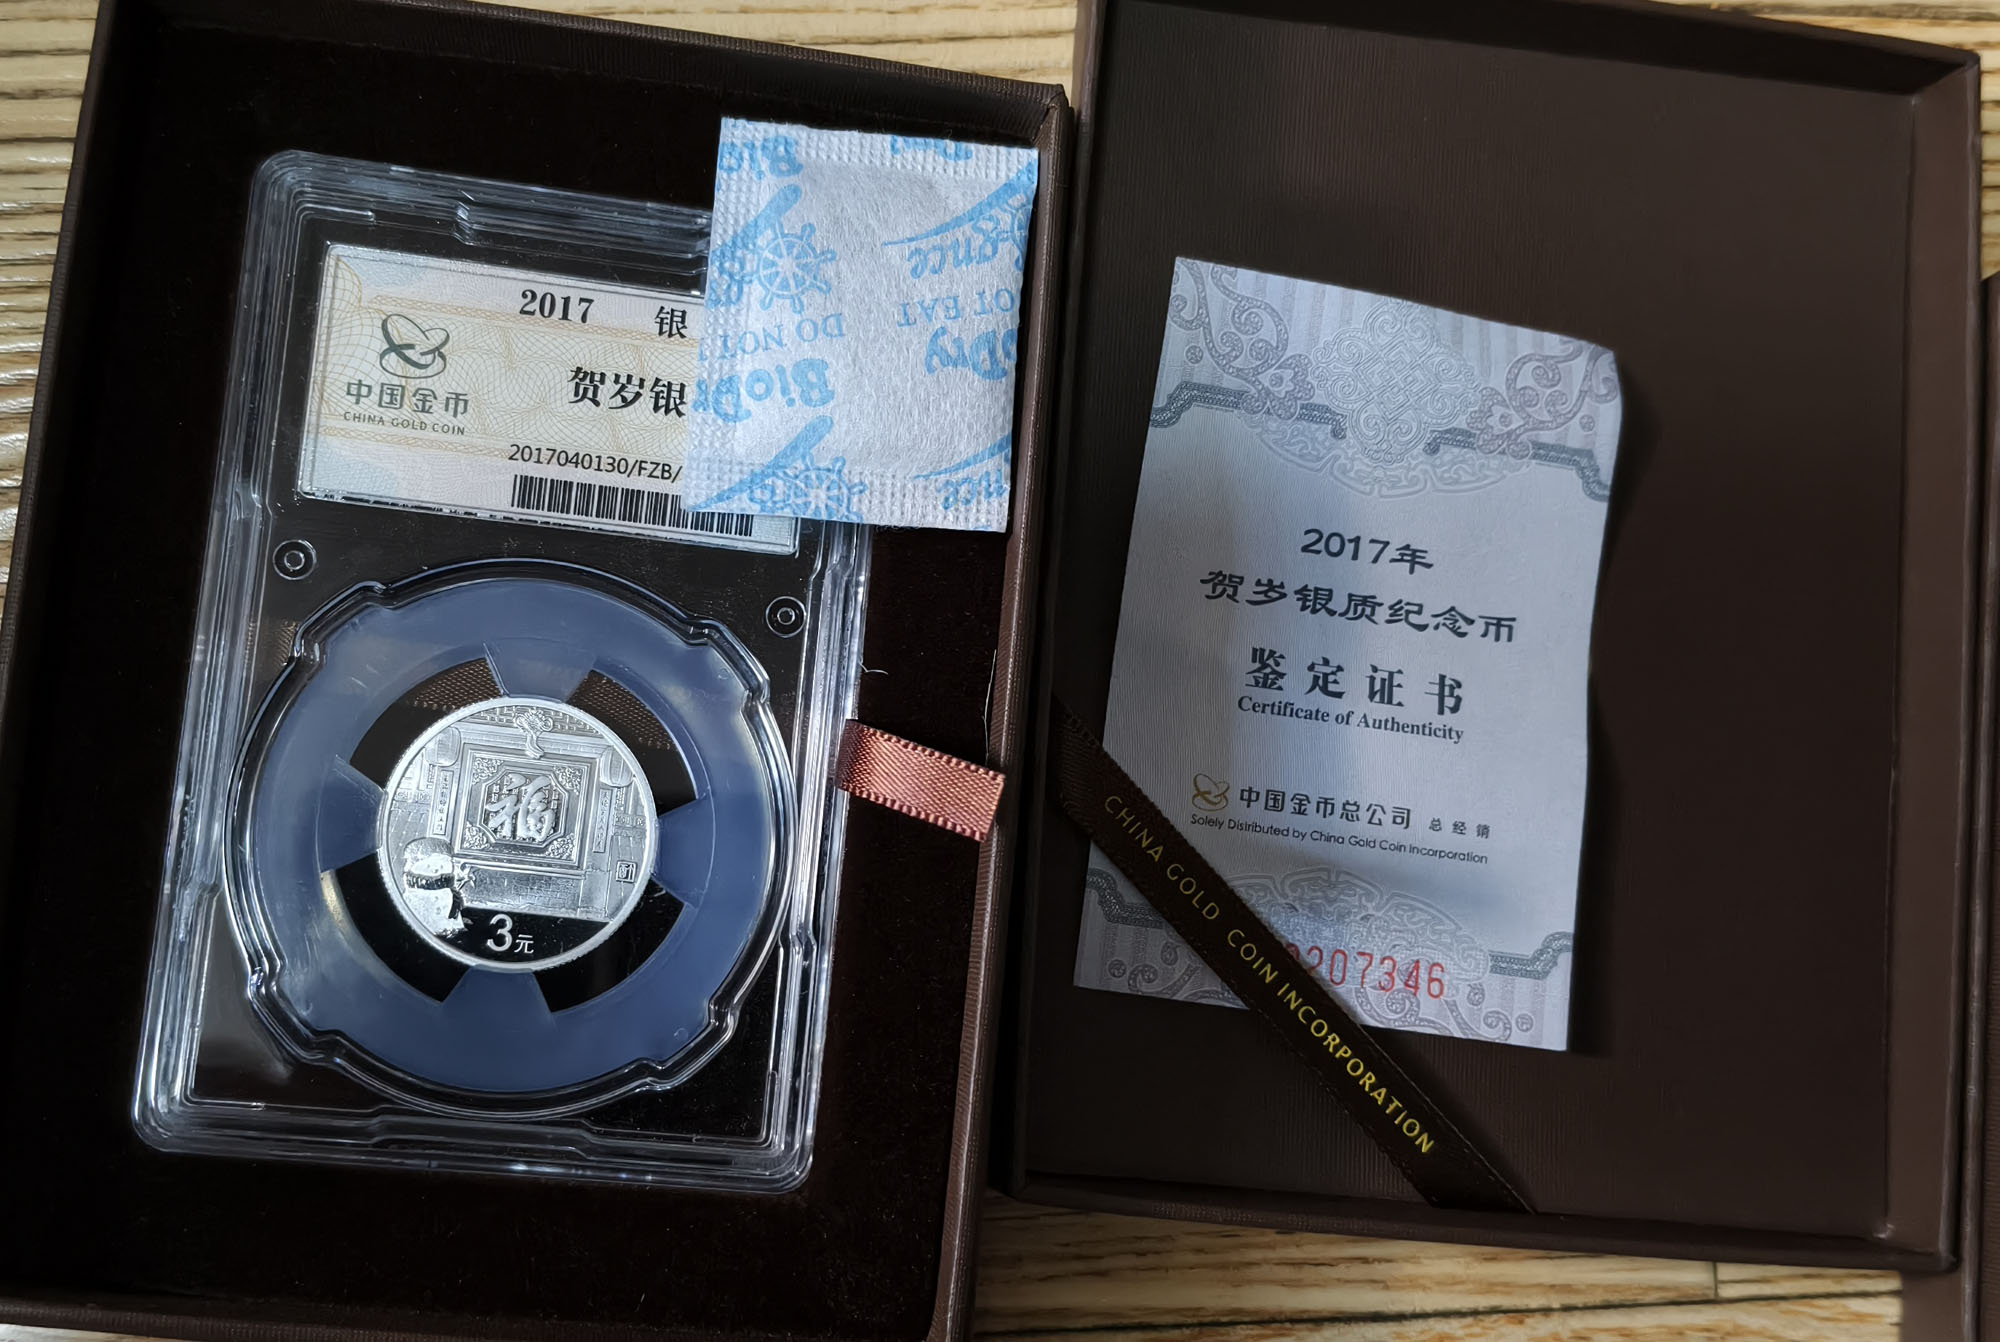 2017 银
贺岁银
中国金币
CHINA GOLD COIN
2017040130/FZB/
DO NOT
OT EAT
BioD
Dry
福
3元
2017年
贺岁银质纪念币
鉴定证书
Certificate of Authenticity
中国金币总公司 总经销
Solely Distributed by China Gold Coin Incorporation
207346
CHINA GOLD COIN INCORPORATION